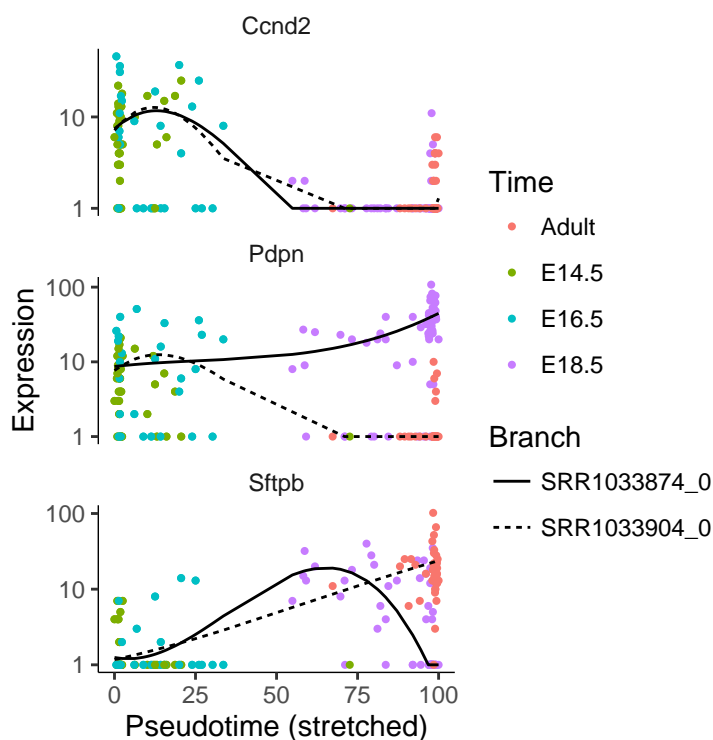 Ccnd2
10
1
Pdpn
100
10
1
Sftpb
100
10
1
0 25 50 75 100
Pseudotime (stretched)
Expression
Time
Adult
E14.5
E16.5
E18.5
Branch
SRR1033874_0
SRR1033904_0